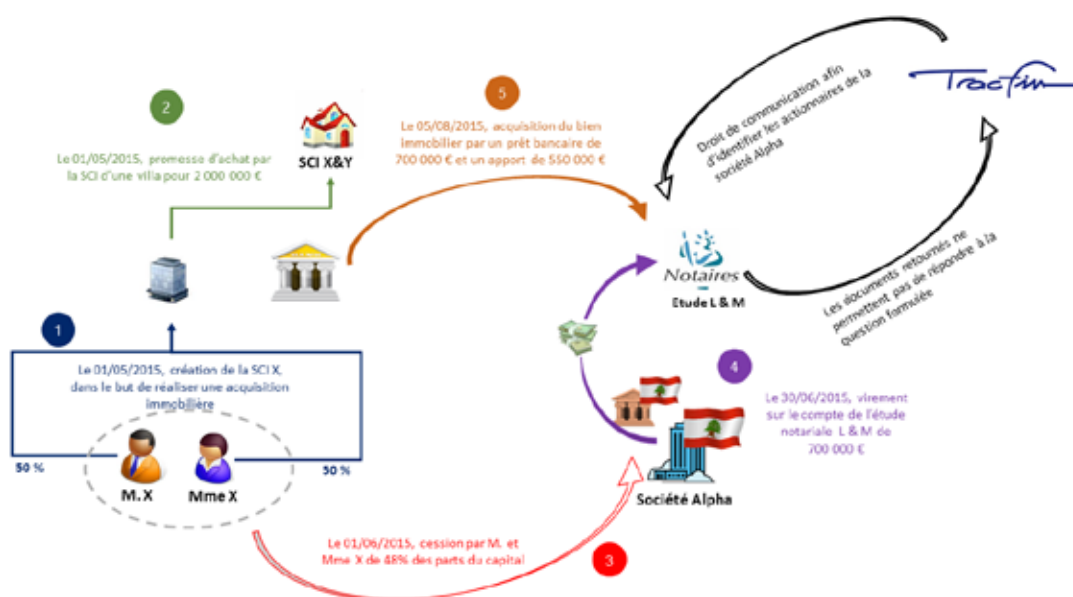 2
Le 01/05/2015, promesse d'achat par
la SCI d'une villa pour 2 000 000 €
SCI X&Y
5
Le 05/08/2015, acquisition du bien
immobilier par un prêt bancaire de
700 000 € et un apport de 550 000 €
Droit de communication afin
d'identifier les actionnaires de la
société Alpha
Tracfin
Notaires
Etude L & M
Les documents retournés ne
permettent pas de répondre à la
question formulée
1
Le 01/05/2015, création de la SCI X,
dans le but de réaliser une acquisition
immobilière
50 %
M. X
Mme X
50 %
4
Le 30/06/2015, virement
sur le compte de l'étude
notariale L & M de
700 000 €
Société Alpha
Le 01/06/2015, cession par M. et
Mme X de 48% des parts du capital
3